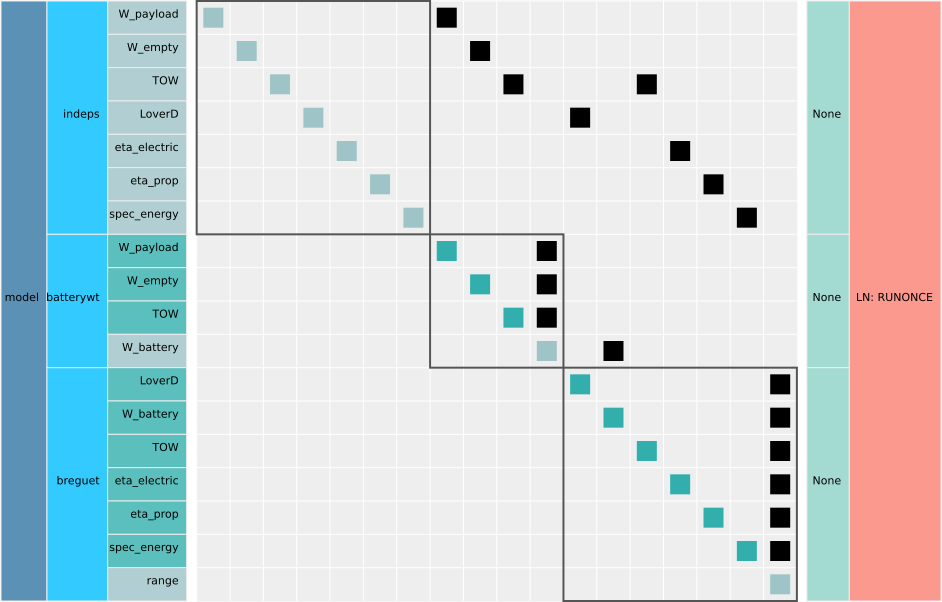 model
indeps
W_payload
W_empty
TOW
LoverD
eta_electric
eta_prop
spec_energy
None
batterywt
W_payload
W_empty
TOW
W_battery
None
LN: RUNONCE
breguet
LoverD
W_battery
TOW
eta_electric
eta_prop
spec_energy
range
None